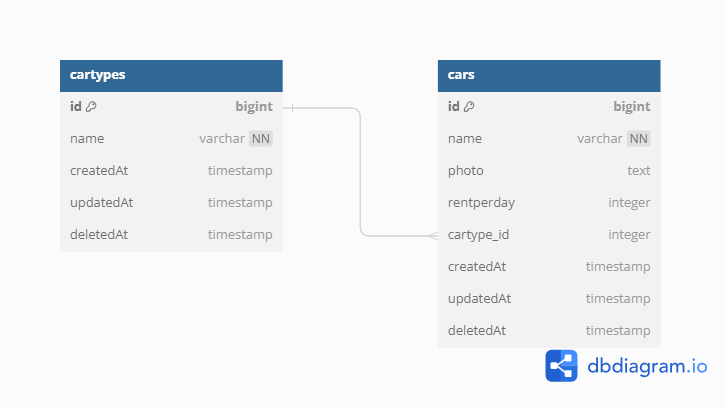 cartypes
id bigint
name varchar NN
createdAt timestamp
updatedAt timestamp
deletedAt timestamp
cars
id bigint
name varchar NN
photo text
rentperday integer
cartype_id integer
createdAt timestamp
updatedAt timestamp
deletedAt timestamp
dbdiagram.io